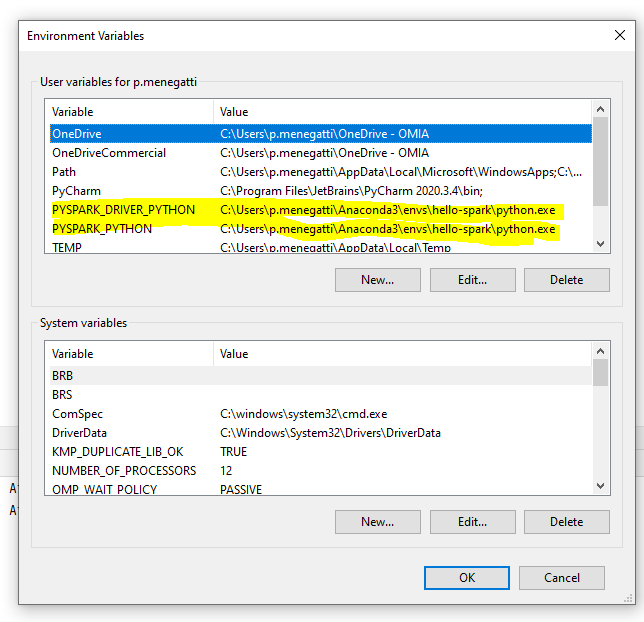 Environment Variables
User variables for p.menegatti
Variable Value
OneDrive C:\Users\p.menegatti\OneDrive - OMIA
OneDriveCommercial C:\Users\p.menegatti\OneDrive - OMIA
Path C:\Users\p.menegatti\AppData\Local\Microsoft\WindowsApps;C:\...
PyCharm C:\Program Files\JetBrains\PyCharm 2020.3.4\bin;
PYSPARK_DRIVER_PYTHON C:\Users\p.menegatti\Anaconda3\envs\hello-spark\python.exe
PYSPARK_PYTHON C:\Users\p.menegatti\Anaconda3\envs\hello-spark\python.exe
TEMP C:\Users\p.menegatti\AppData\Local\Temp
New... Edit... Delete
System variables
Variable Value
BRB
BRS
ComSpec C:\windows\system32\cmd.exe
DriverData C:\Windows\System32\Drivers\DriverData
KMP_DUPLICATE_LIB_OK TRUE
NUMBER_OF_PROCESSORS 12
OMP_WAIT_POLICY PASSIVE
New... Edit... Delete
OK Cancel